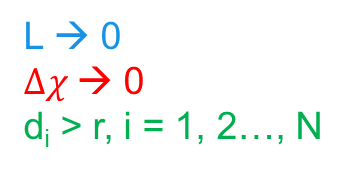 L → 0
Δχ → 0
dᵢ > r, i = 1, 2…, N